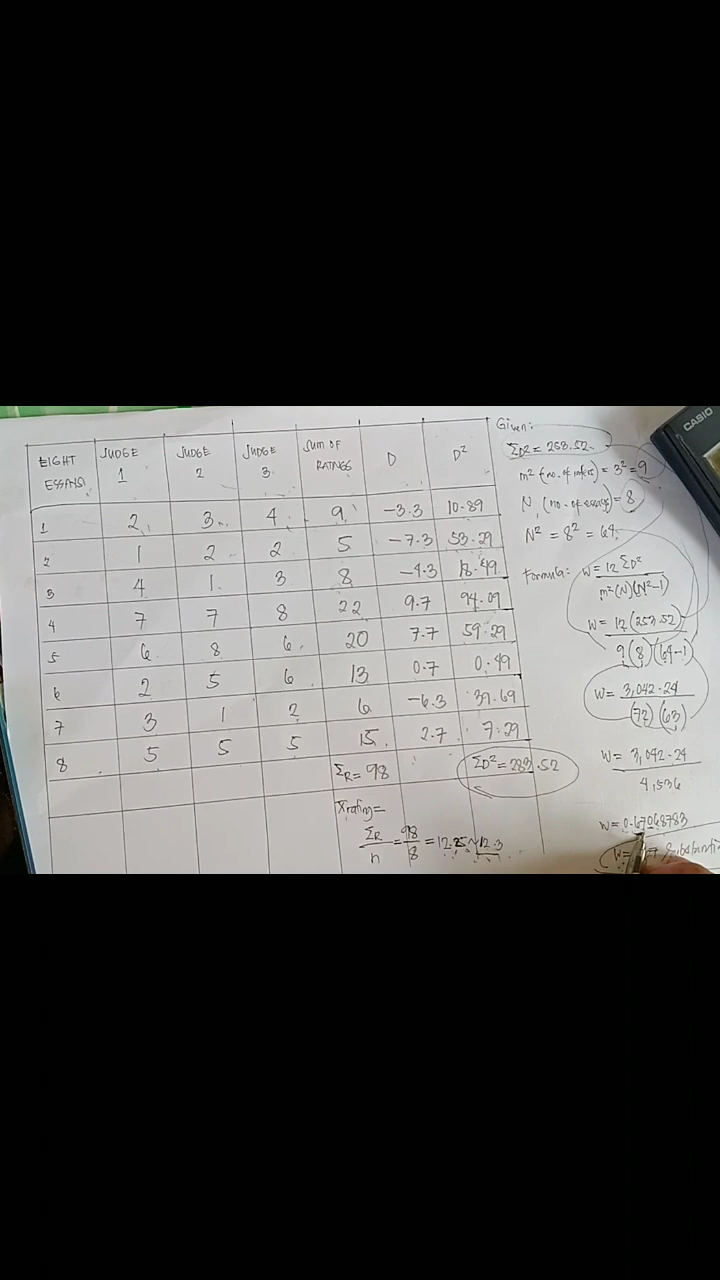 EIGHT ESSAYS JUDGE 1 JUDGE 2 JUDGE 3 SUM OF RATINGS D D²
1 2 3 4 9 -3.3 10.89
2 1 2 2 5 -7.3 53.29
3 4 1 3 8 -4.3 18.49
4 7 7 8 22 9.7 94.09
5 6 8 6 20 7.7 59.29
6 2 5 6 13 0.7 0.49
7 3 1 2 6 -6.3 39.69
8 5 5 5 15 2.7 7.29
ΣR = 98 ΣD² = 283.52
X rating =
ΣR/n = 98/8 = 12.25 ~ 12.3
Given:
ΣD² = 253.52
m² (no. of inters) = 3² = 9
N (no. of essays) = 8
N² = 8² = 64
Formula: W = 12 ΣD²
m² (N) (N²-1)
W = 12 (253.52)
9 (8) (64-1)
W = 3,042.24
(72) (63)
W = 3,042.24
4,536
W = 0.67068783
W =
CASIO